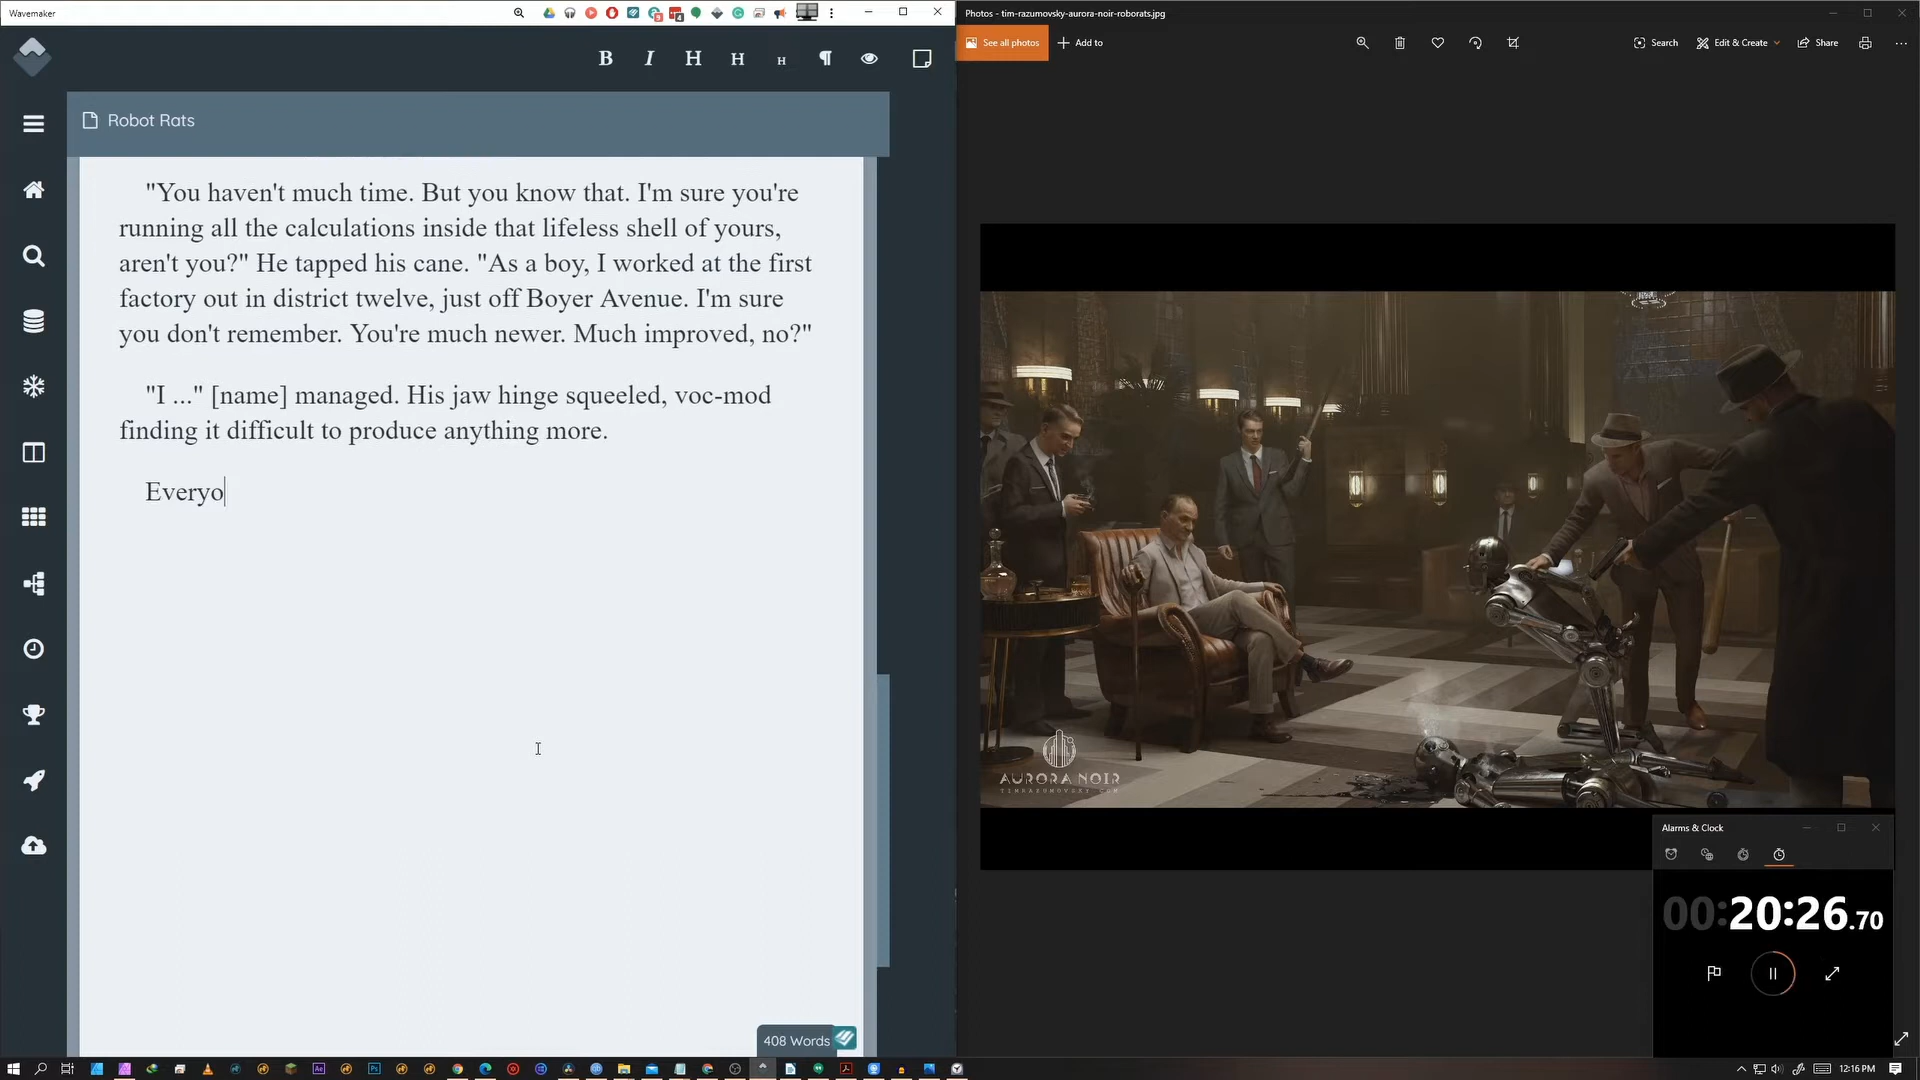 Wavemaker
B I H H H ¶
Robot Rats
"You haven't much time. But you know that. I'm sure you're
running all the calculations inside that lifeless shell of yours,
aren't you?" He tapped his cane. "As a boy, I worked at the first
factory out in district twelve, just off Boyer Avenue. I'm sure
you don't remember. You're much newer. Much improved, no?"
"I ..." [name] managed. His jaw hinge squeeled, voc-mod
finding it difficult to produce anything more.
Everyo
408 Words
Photos - tim-razumovsky-aurora-noir-roborats.jpg
See all photos
Add to
Search
Edit & Create
Share
AURORA NOIR
TIMRAZUMOVSKY.COM
Alarms & Clock
00:20:26.70
12:16 PM